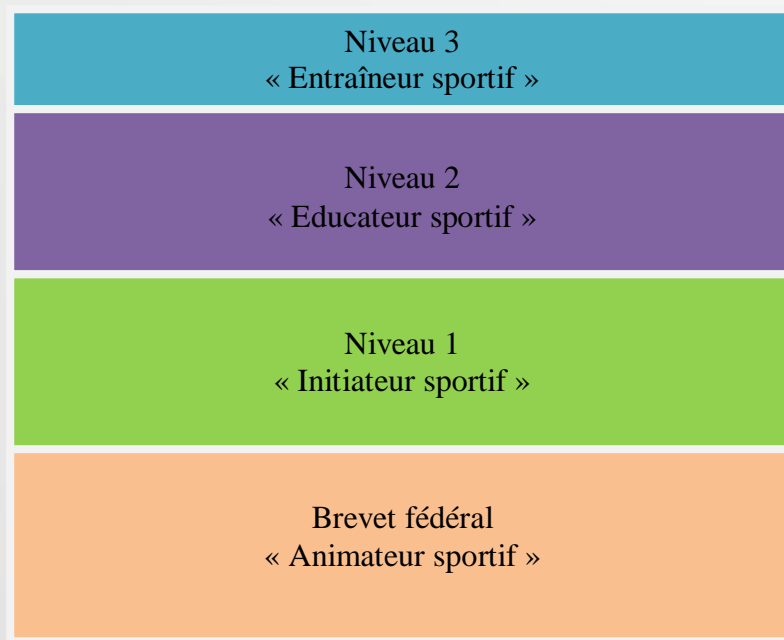 Niveau 3
« Entraîneur sportif »
Niveau 2
« Educateur sportif »
Niveau 1
« Initiateur sportif »
Brevet fédéral
« Animateur sportif »